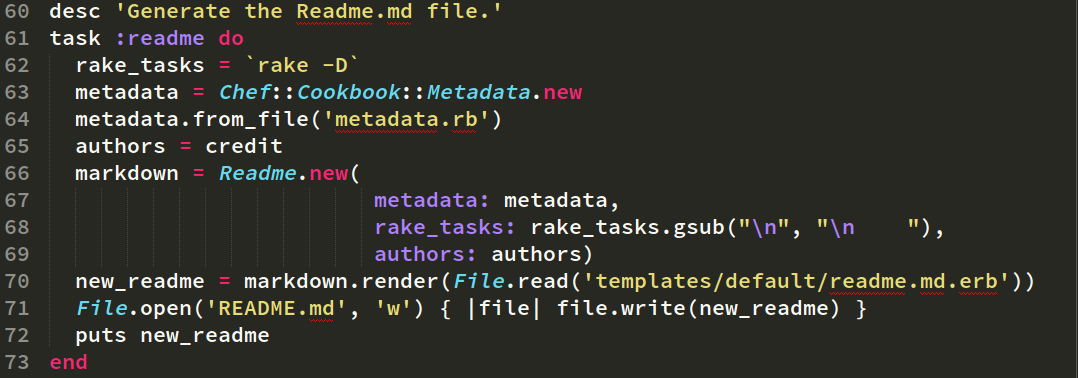 60 desc 'Generate the Readme.md file.'
61 task :readme do
62   rake_tasks = `rake -D`
63   metadata = Chef::Cookbook::Metadata.new
64   metadata.from_file('metadata.rb')
65   authors = credit
66   markdown = Readme.new(
67                          metadata: metadata,
68                          rake_tasks: rake_tasks.gsub("\n", "\n    "),
69                          authors: authors)
70   new_readme = markdown.render(File.read('templates/default/readme.md.erb'))
71   File.open('README.md', 'w') { |file| file.write(new_readme) }
72   puts new_readme
73 end